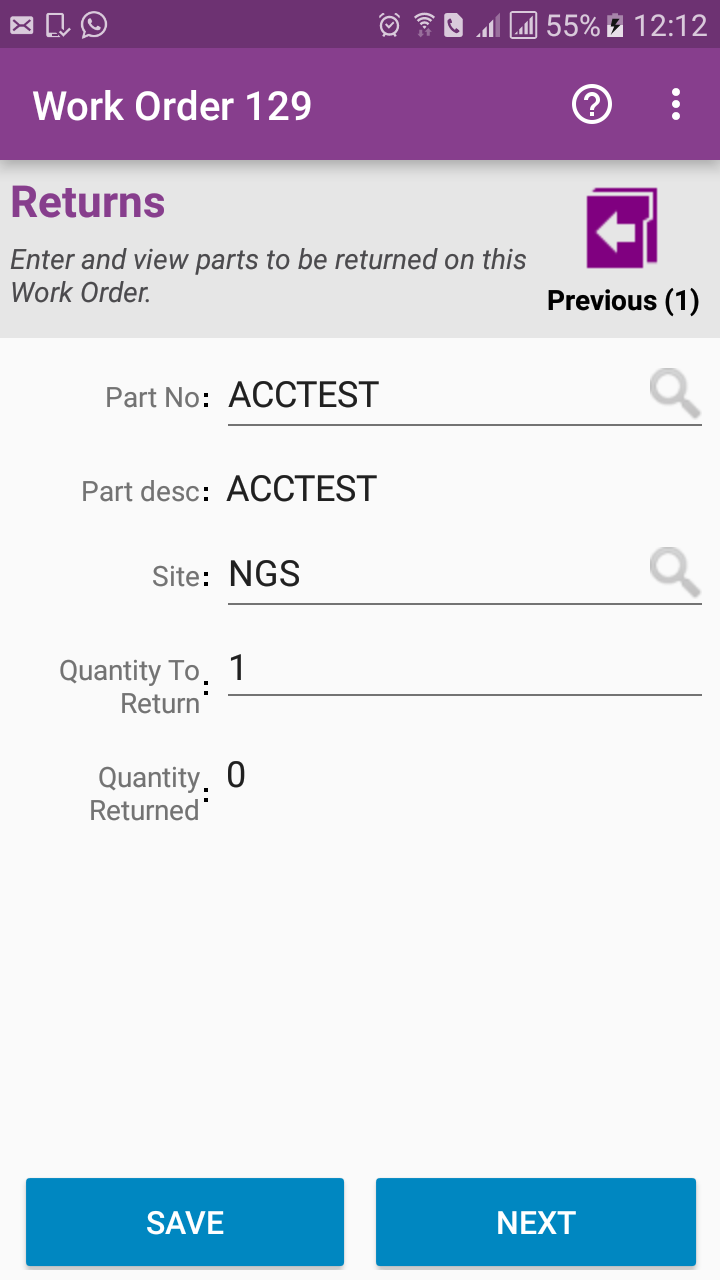 55% 12:12
Work Order 129
Returns
Enter and view parts to be returned on this
Work Order.
Previous (1)
Part No: ACCTEST
Part desc: ACCTEST
Site: NGS
Quantity To
Return: 1
Quantity
Returned: 0
SAVE NEXT